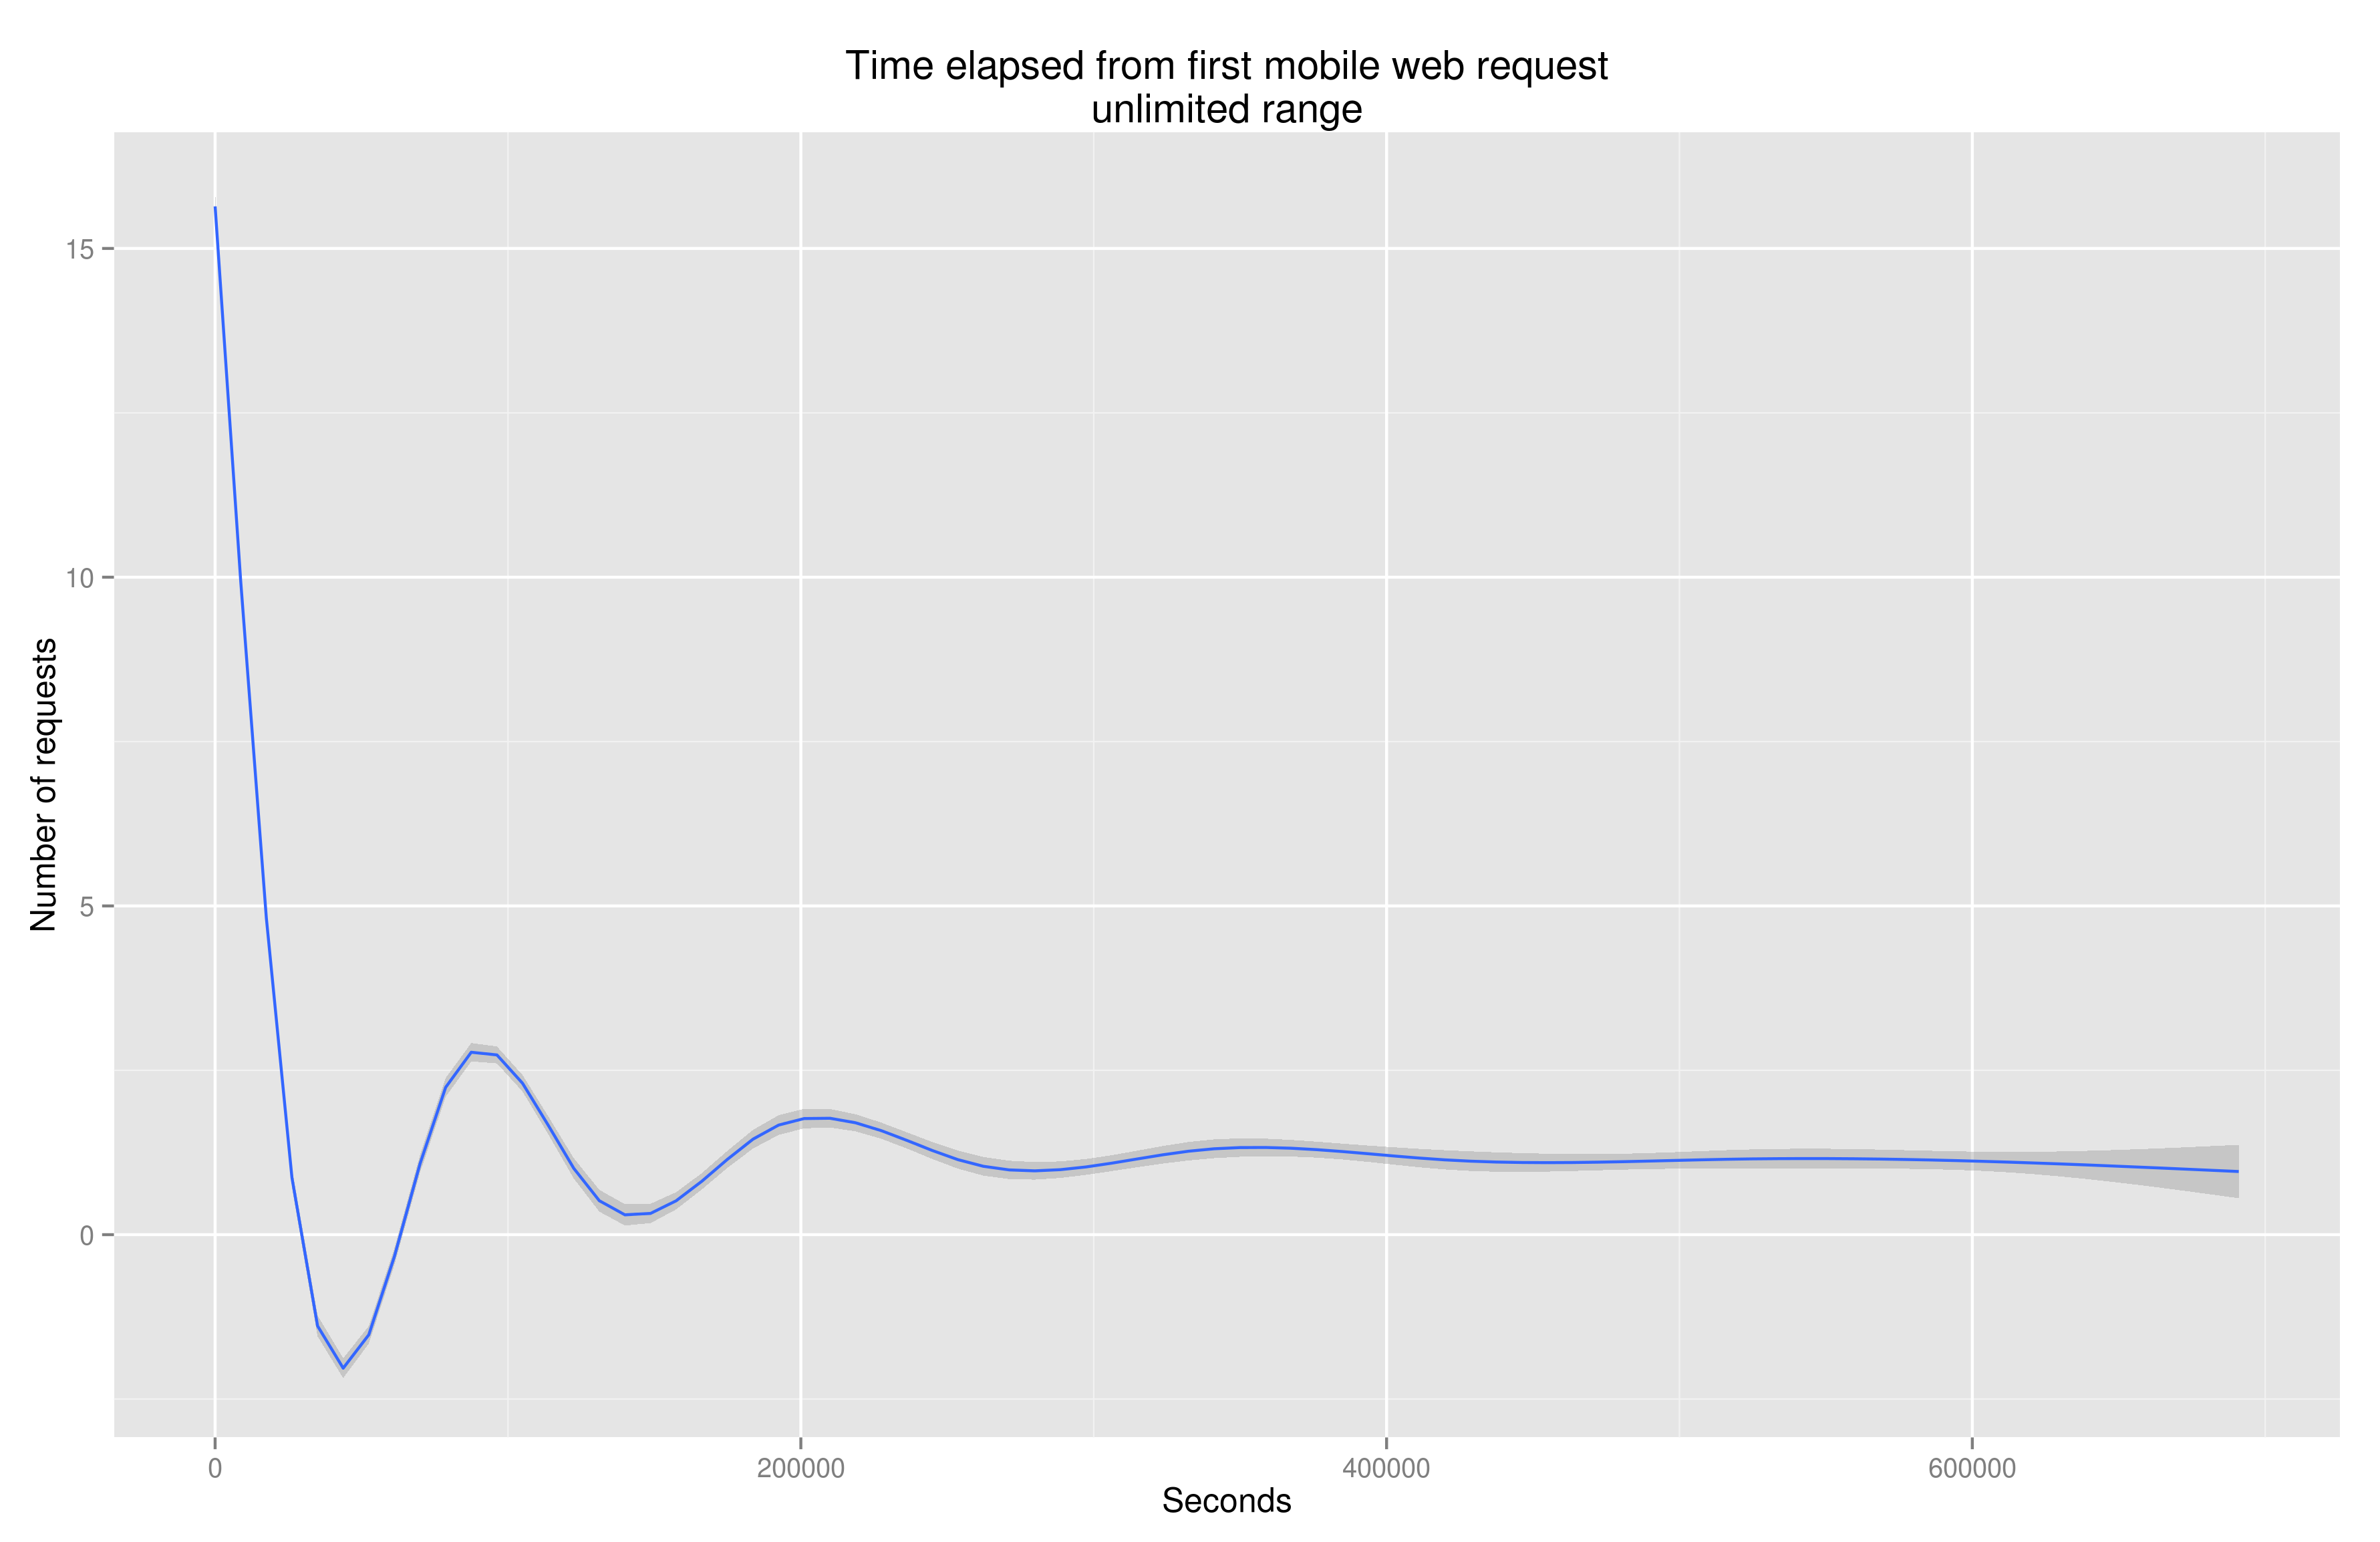 Time elapsed from first mobile web request
unlimited range
Number of requests
15
10
5
0
0
200000
400000
600000
Seconds